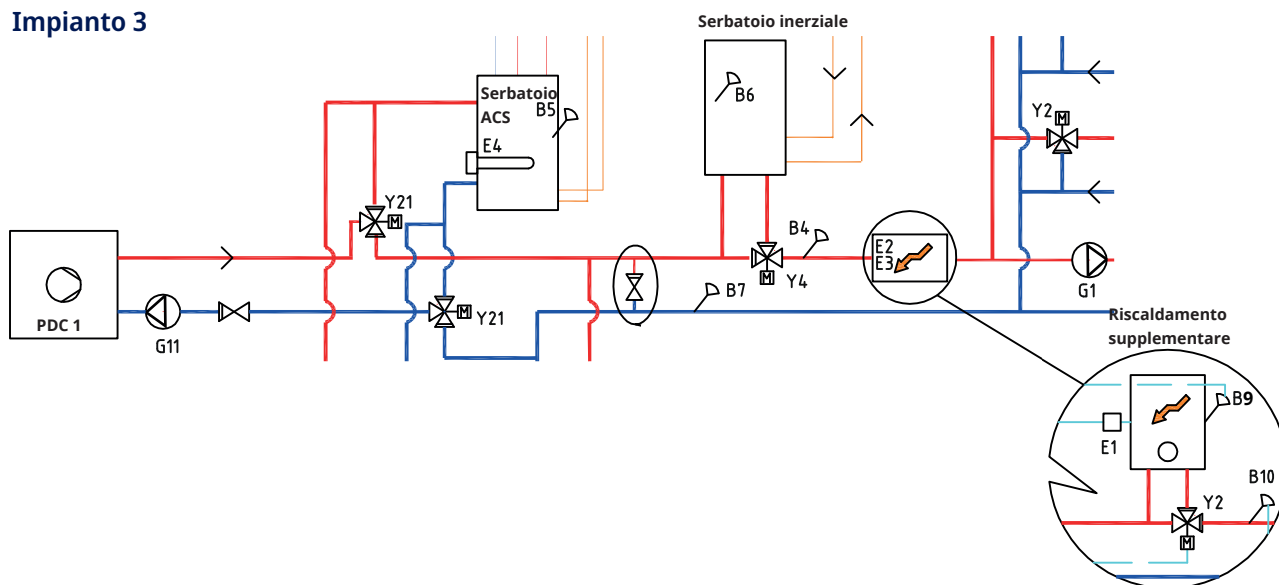 Impianto 3
Serbatoio inerziale
Serbatoio
ACS
B5
E4
B6
Y2
M
Y21
M
B4
E2
E3
Y4
M
B7
G1
PDC 1
G11
Y21
M
Riscaldamento
supplementare
B9
E1
B10
Y2
M